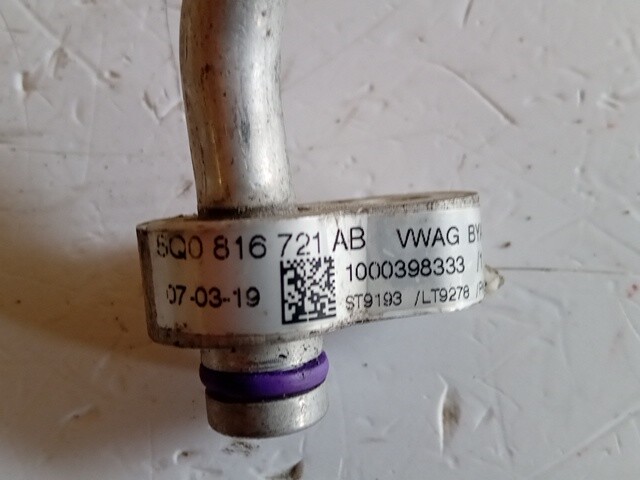 5Q0 816 721 AB VWAG
07-03-19 1000398333
ST9193 /LT9278